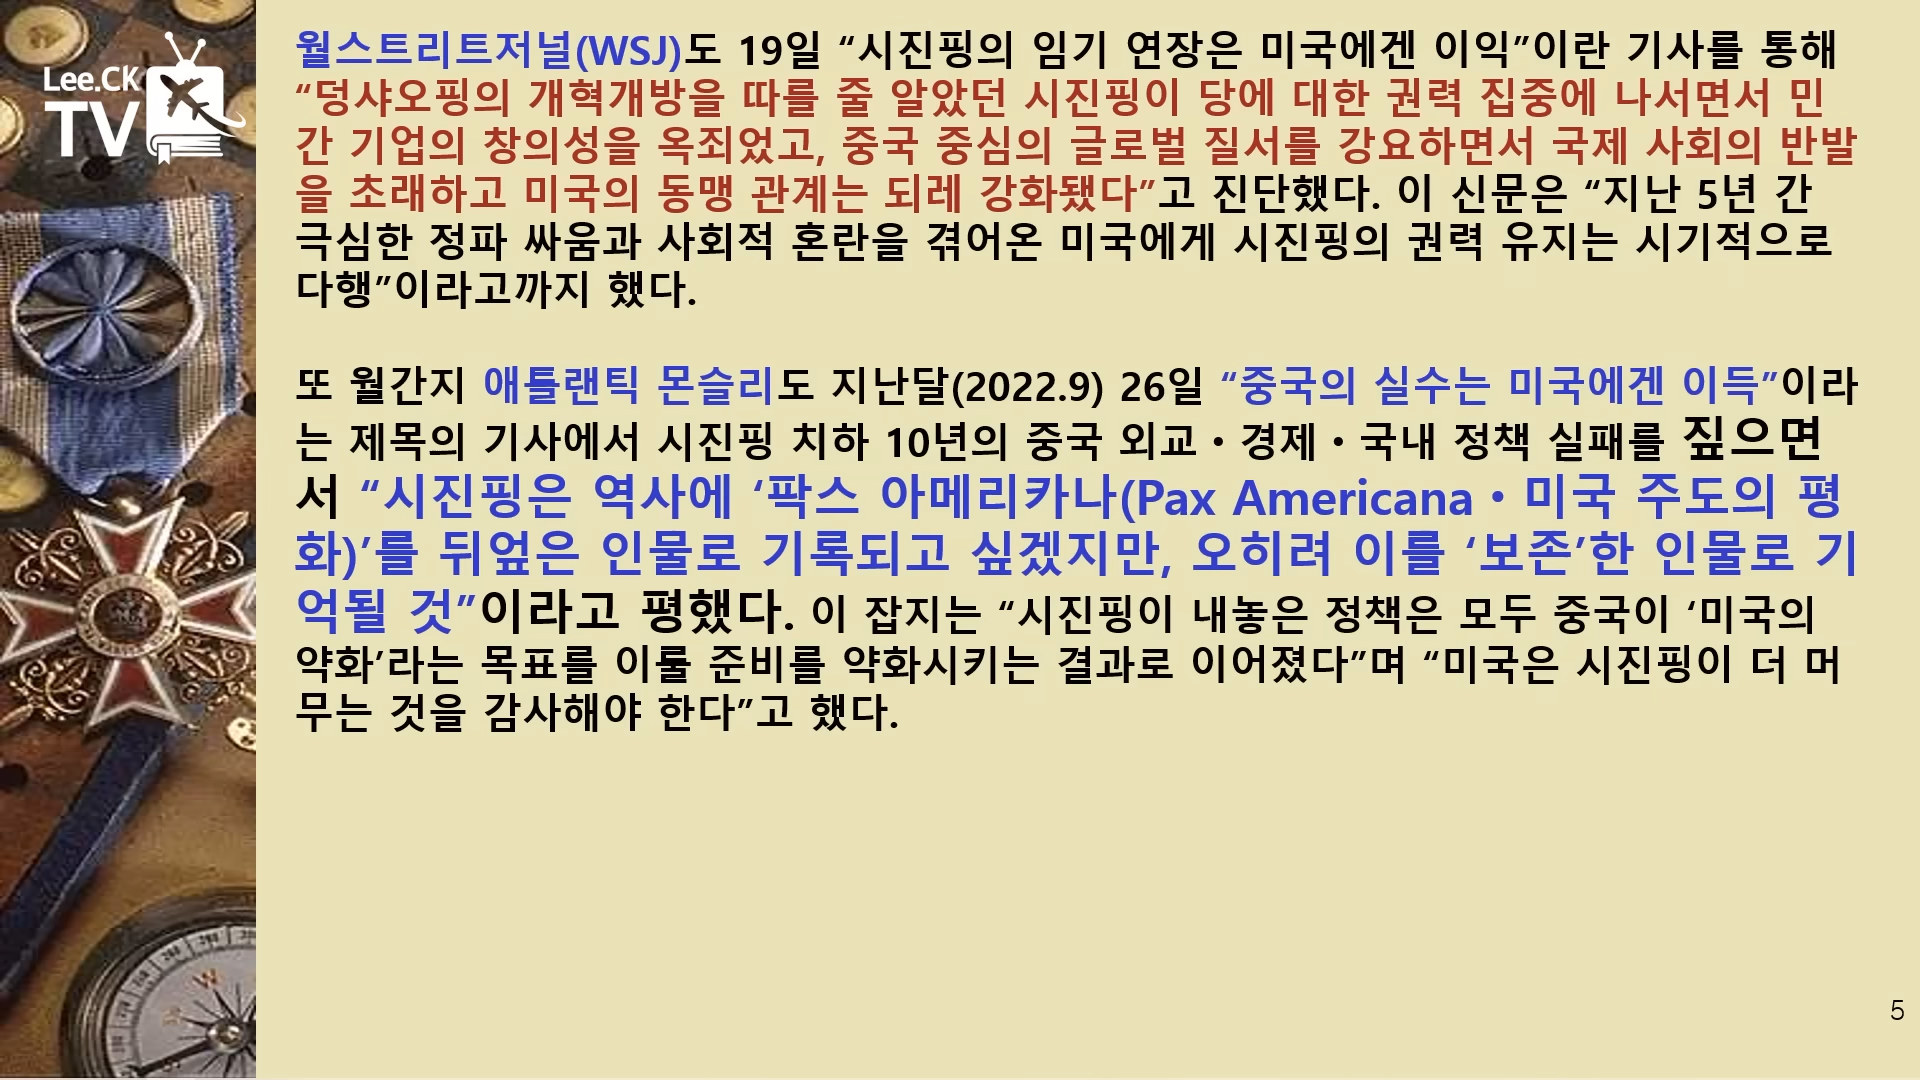 Lee.CK
TV
월스트리트저널(WSJ)도 19일 “시진핑의 임기 연장은 미국에겐 이익”이란 기사를 통해
“덩샤오핑의 개혁개방을 따를 줄 알았던 시진핑이 당에 대한 권력 집중에 나서면서 민
간 기업의 창의성을 옥죄었고, 중국 중심의 글로벌 질서를 강요하면서 국제 사회의 반발
을 초래하고 미국의 동맹 관계는 되레 강화됐다”고 진단했다. 이 신문은 “지난 5년 간
극심한 정파 싸움과 사회적 혼란을 겪어온 미국에게 시진핑의 권력 유지는 시기적으로
다행”이라고까지 했다.
또 월간지 애틀랜틱 몬슬리도 지난달(2022.9) 26일 “중국의 실수는 미국에겐 이득”이라
는 제목의 기사에서 시진핑 치하 10년의 중국 외교・경제・국내 정책 실패를 짚으면
서 “시진핑은 역사에 ‘팍스 아메리카나(Pax Americana・미국 주도의 평
화)’를 뒤엎은 인물로 기록되고 싶겠지만, 오히려 이를 ‘보존’한 인물로 기
억될 것”이라고 평했다. 이 잡지는 “시진핑이 내놓은 정책은 모두 중국이 ‘미국의
약화’라는 목표를 이룰 준비를 약화시키는 결과로 이어졌다”며 “미국은 시진핑이 더 머
무는 것을 감사해야 한다”고 했다.
5